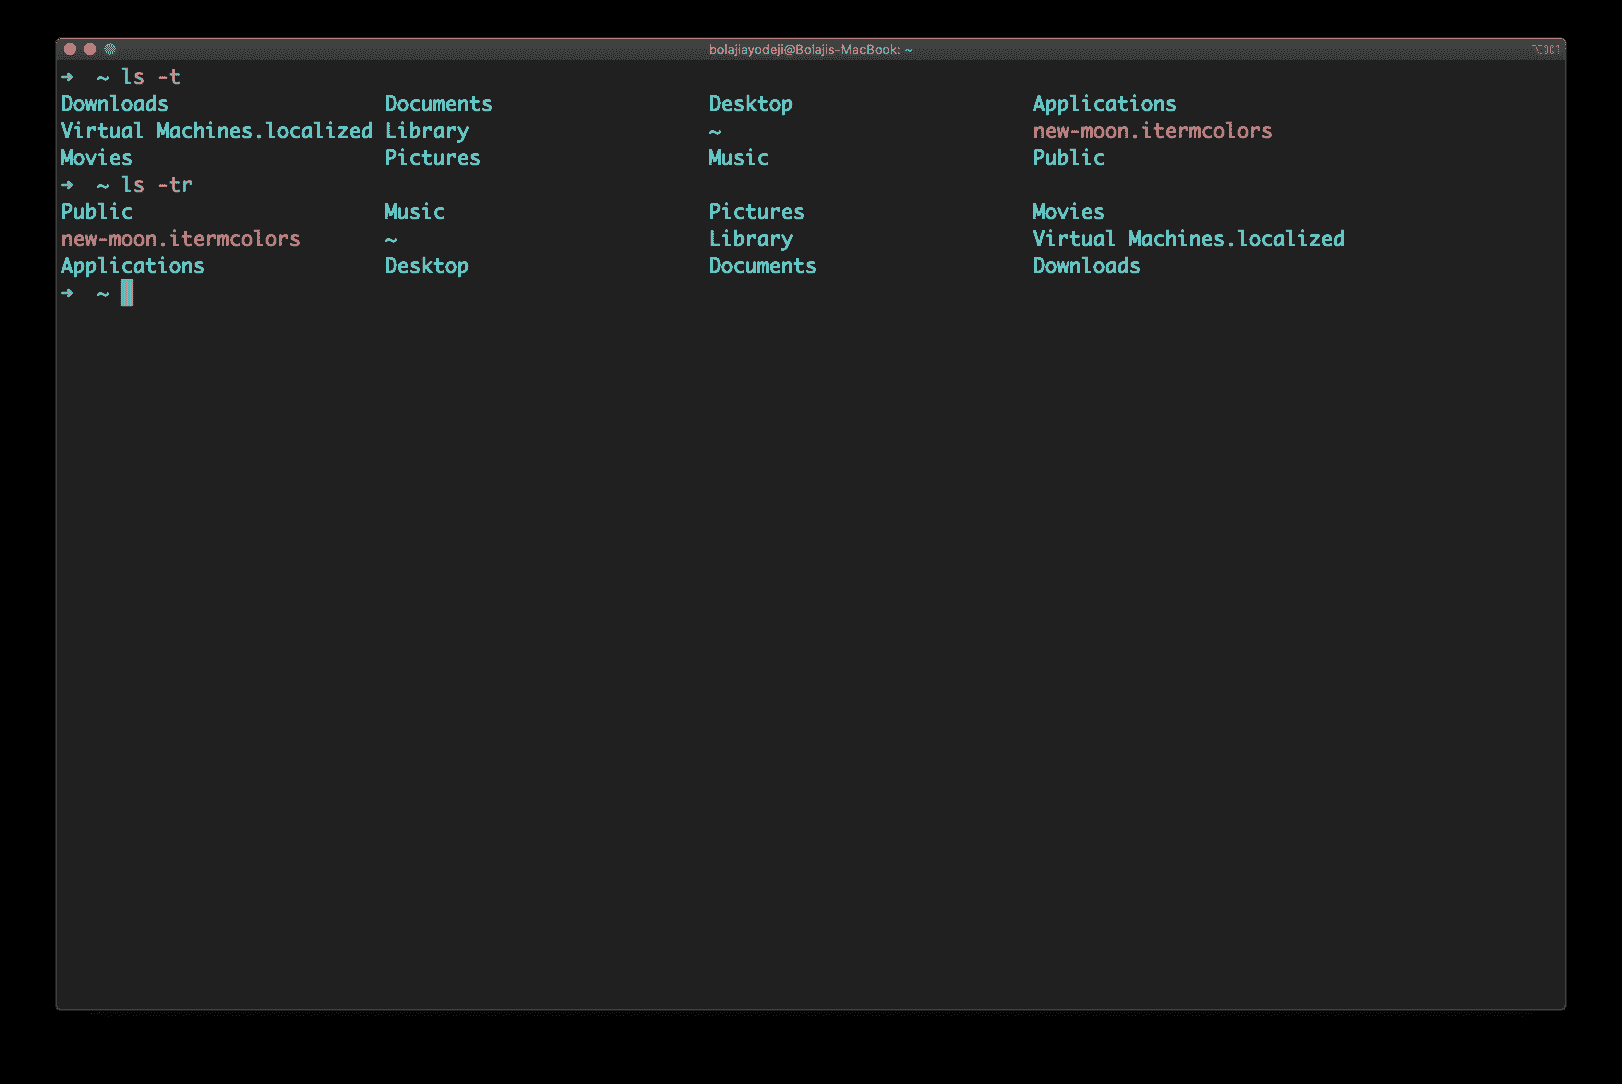 bolajiayodeji@Bolajis-MacBook: ~ ⌥⌘1
➜ ~ ls -t
Downloads Documents Desktop Applications
Virtual Machines.localized Library ~ new-moon.itermcolors
Movies Pictures Music Public
➜ ~ ls -tr
Public Music Pictures Movies
new-moon.itermcolors ~ Library Virtual Machines.localized
Applications Desktop Documents Downloads
➜ ~